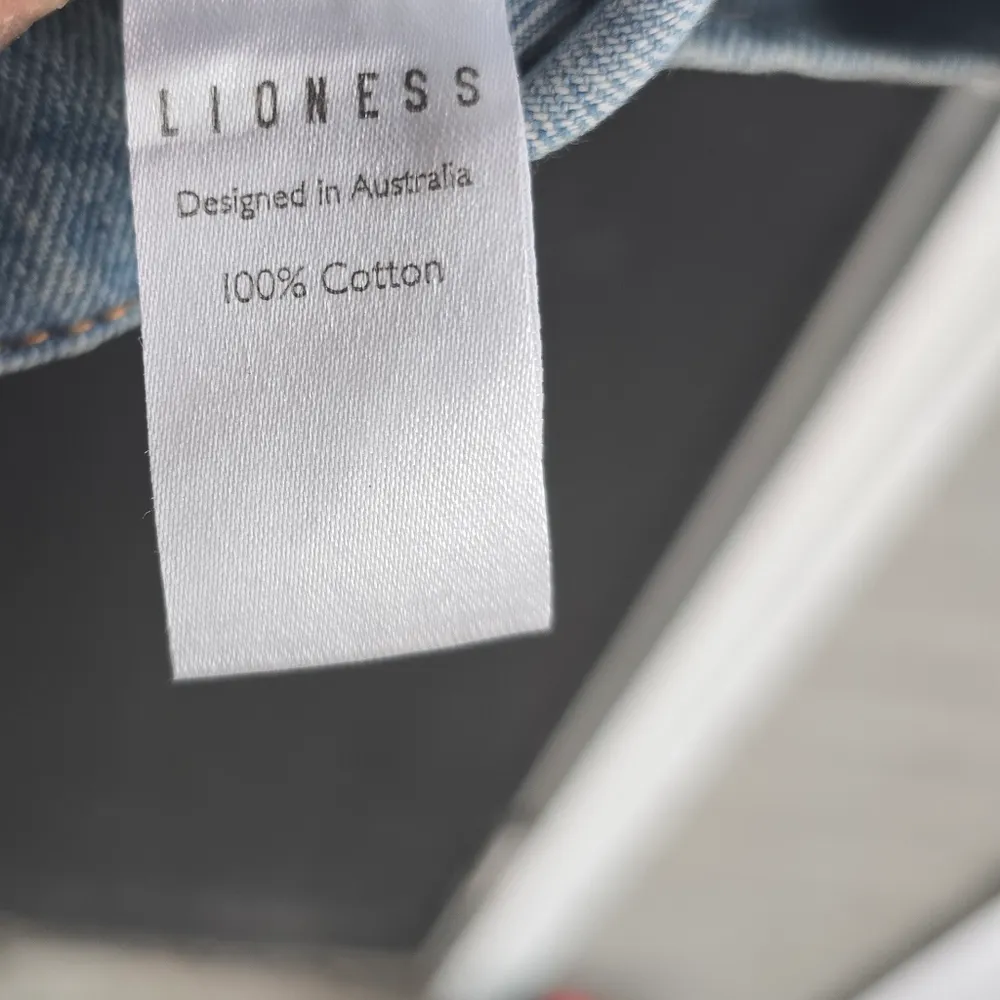 LIONESS
Designed in Australia
100% Cotton